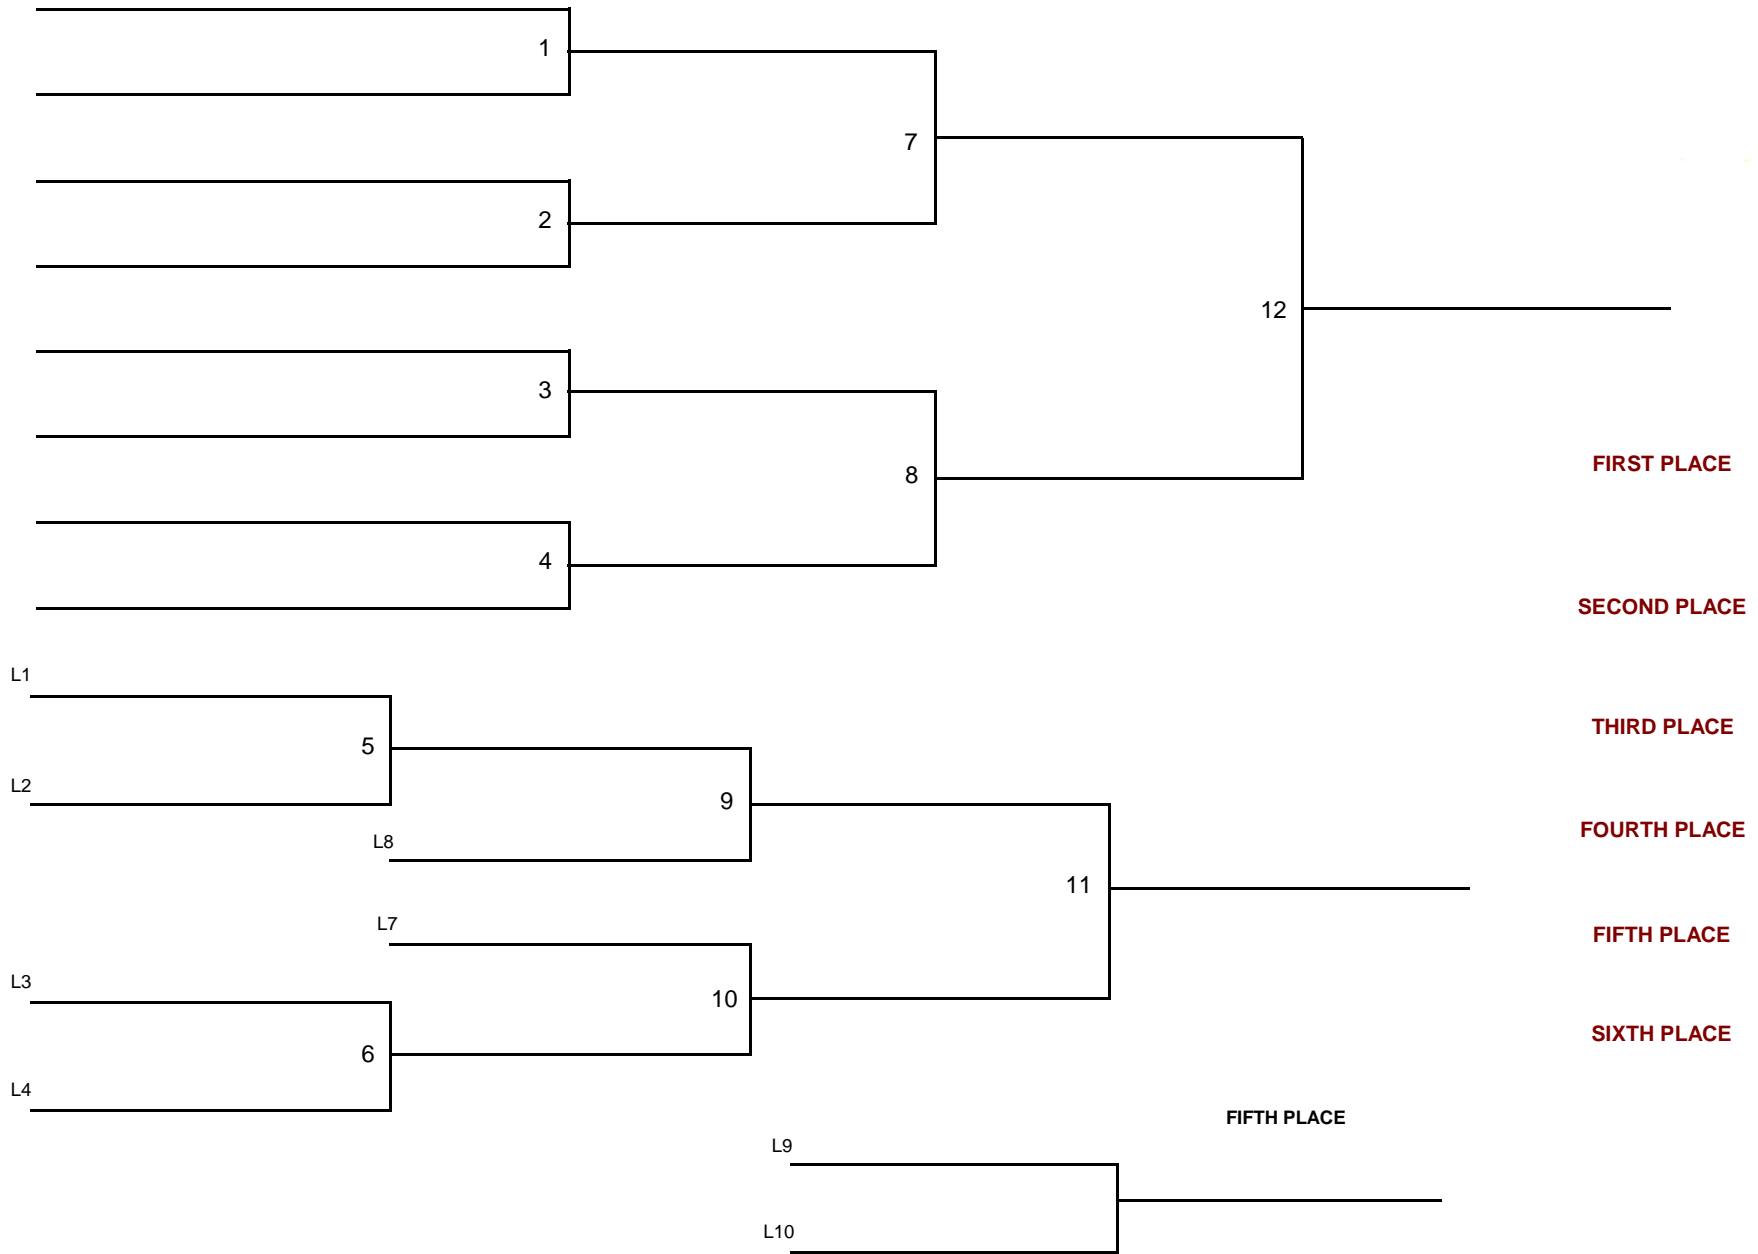 1
7
2
12
3
FIRST PLACE
8
4
SECOND PLACE
L1
THIRD PLACE
5
L2
9
FOURTH PLACE
L8
11
L7
FIFTH PLACE
L3
10
SIXTH PLACE
6
L4
FIFTH PLACE
L9
L10